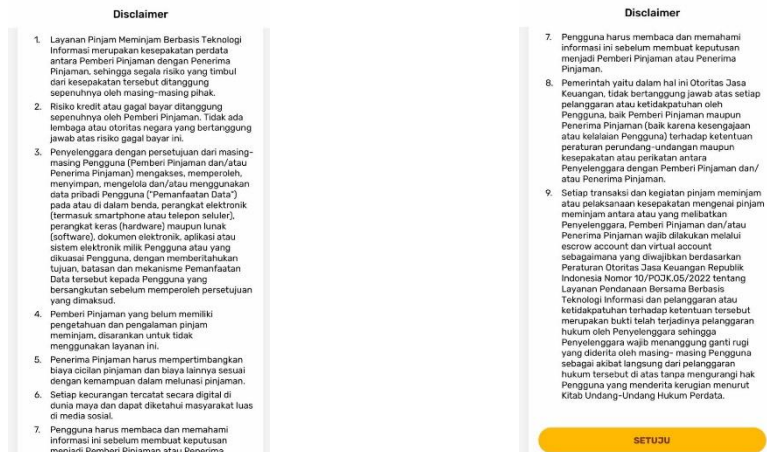 Disclaimer
1. Layanan Pinjam Meminjam Berbasis Teknologi
Informasi merupakan kesepakatan perdata
antara Pemberi Pinjaman dengan Penerima
Pinjaman, sehingga segala risiko yang timbul
dari kesepakatan tersebut ditanggung
sepenuhnya oleh masing-masing pihak.
2. Risiko kredit atau gagal bayar ditanggung
sepenuhnya oleh Pemberi Pinjaman. Tidak ada
lembaga atau otoritas negara yang bertanggung
jawab atas risiko gagal bayar ini.
3. Penyelenggara dengan persetujuan dari masing-
masing Pengguna (Pemberi Pinjaman dan/atau
Penerima Pinjaman) mengakses, memperoleh,
menyimpan, mengelola dan/atau menggunakan
data pribadi Pengguna ("Pemanfaatan Data")
pada atau di dalam benda, perangkat elektronik
(termasuk smartphone atau telepon seluler),
perangkat keras (hardware) maupun lunak
(software), dokumen elektronik, aplikasi atau
sistem elektronik milik Pengguna atau yang
dikuasai Pengguna, dengan memberitahukan
tujuan, batasan dan mekanisme Pemanfaatan
Data tersebut kepada Pengguna yang
bersangkutan sebelum memperoleh persetujuan
yang dimaksud.
4. Pemberi Pinjaman yang belum memiliki
pengetahuan dan pengalaman pinjam
meminjam, disarankan untuk tidak
menggunakan layanan ini.
5. Penerima Pinjaman harus mempertimbangkan
biaya cicilan pinjaman dan biaya lainnya sesuai
dengan kemampuan dalam melunasi pinjaman.
6. Setiap kecurangan tercatat secara digital di
dunia maya dan dapat diketahui masyarakat luas
di media sosial.
7. Pengguna harus membaca dan memahami
informasi ini sebelum membuat keputusan
menjadi Pemberi Pinjaman atau Penerima
Disclaimer
7. Pengguna harus membaca dan memahami
informasi ini sebelum membuat keputusan
menjadi Pemberi Pinjaman atau Penerima
Pinjaman.
8. Pemerintah yaitu dalam hal ini Otoritas Jasa
Keuangan, tidak bertanggung jawab atas setiap
pelanggaran atau ketidakpatuhan oleh
Pengguna, baik Pemberi Pinjaman maupun
Penerima Pinjaman (baik karena kesengajaan
atau kelalaian Pengguna) terhadap ketentuan
peraturan perundang-undangan maupun
kesepakatan atau perikatan antara
Penyelenggara dengan Pemberi Pinjaman dan/
atau Penerima Pinjaman.
9. Setiap transaksi dan kegiatan pinjam meminjam
atau pelaksanaan kesepakatan mengenai pinjam
meminjam antara atau yang melibatkan
Penyelenggara, Pemberi Pinjaman dan/atau
Penerima Pinjaman wajib dilakukan melalui
escrow account dan virtual account
sebagaimana yang diwajibkan berdasarkan
Peraturan Otoritas Jasa Keuangan Republik
Indonesia Nomor 10/POJK.05/2022 tentang
Layanan Pendanaan Bersama Berbasis
Teknologi Informasi dan pelanggaran atau
ketidakpatuhan terhadap ketentuan tersebut
merupakan bukti telah terjadinya pelanggaran
hukum oleh Penyelenggara sehingga
Penyelenggara wajib menanggung ganti rugi
yang diderita oleh masing- masing Pengguna
sebagai akibat langsung dari pelanggaran
hukum tersebut di atas tanpa mengurangi hak
Pengguna yang menderita kerugian menurut
Kitab Undang-Undang Hukum Perdata.
SETUJU